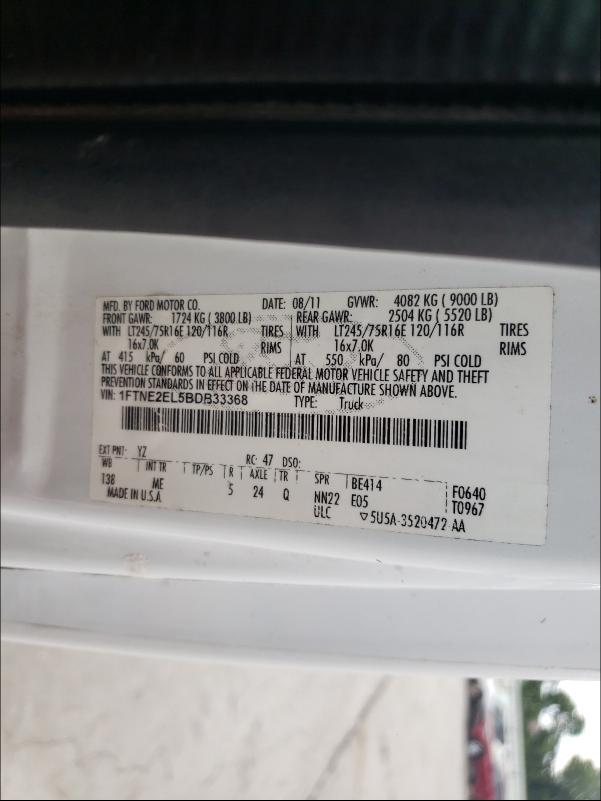 MFD. BY FORD MOTOR CO. DATE: 08/11 GVWR: 4082 KG ( 9000 LB)
FRONT GAWR: 1724 KG ( 3800 LB) REAR GAWR: 2504 KG ( 5520 LB)
WITH LT245/75R16E 120/116R TIRES WITH LT245/75R16E 120/116R TIRES
16x7.0K RIMS 16x7.0K RIMS
AT 415 kPa/ 60 PSI COLD AT 550 kPa/ 80 PSI COLD
THIS VEHICLE CONFORMS TO ALL APPLICABLE FEDERAL MOTOR VEHICLE SAFETY AND THEFT
PREVENTION STANDARDS IN EFFECT ON THE DATE OF MANUFACTURE SHOWN ABOVE.
VIN: 1FTNE2EL5BDB33368 TYPE: Truck
EXT PNT: YZ RC: 47 DSO:
WB INT TR TP/PS R AXLE TR SPR BE414 F0640
138 ME 5 24 Q NN22 E05 T0967
MADE IN U.S.A. ULC ▽5U5A-3520472-AA